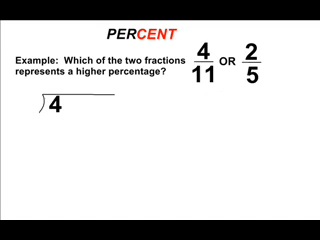 PERCENT
Example: Which of the two fractions represents a higher percentage?
4/11 OR 2/5
4